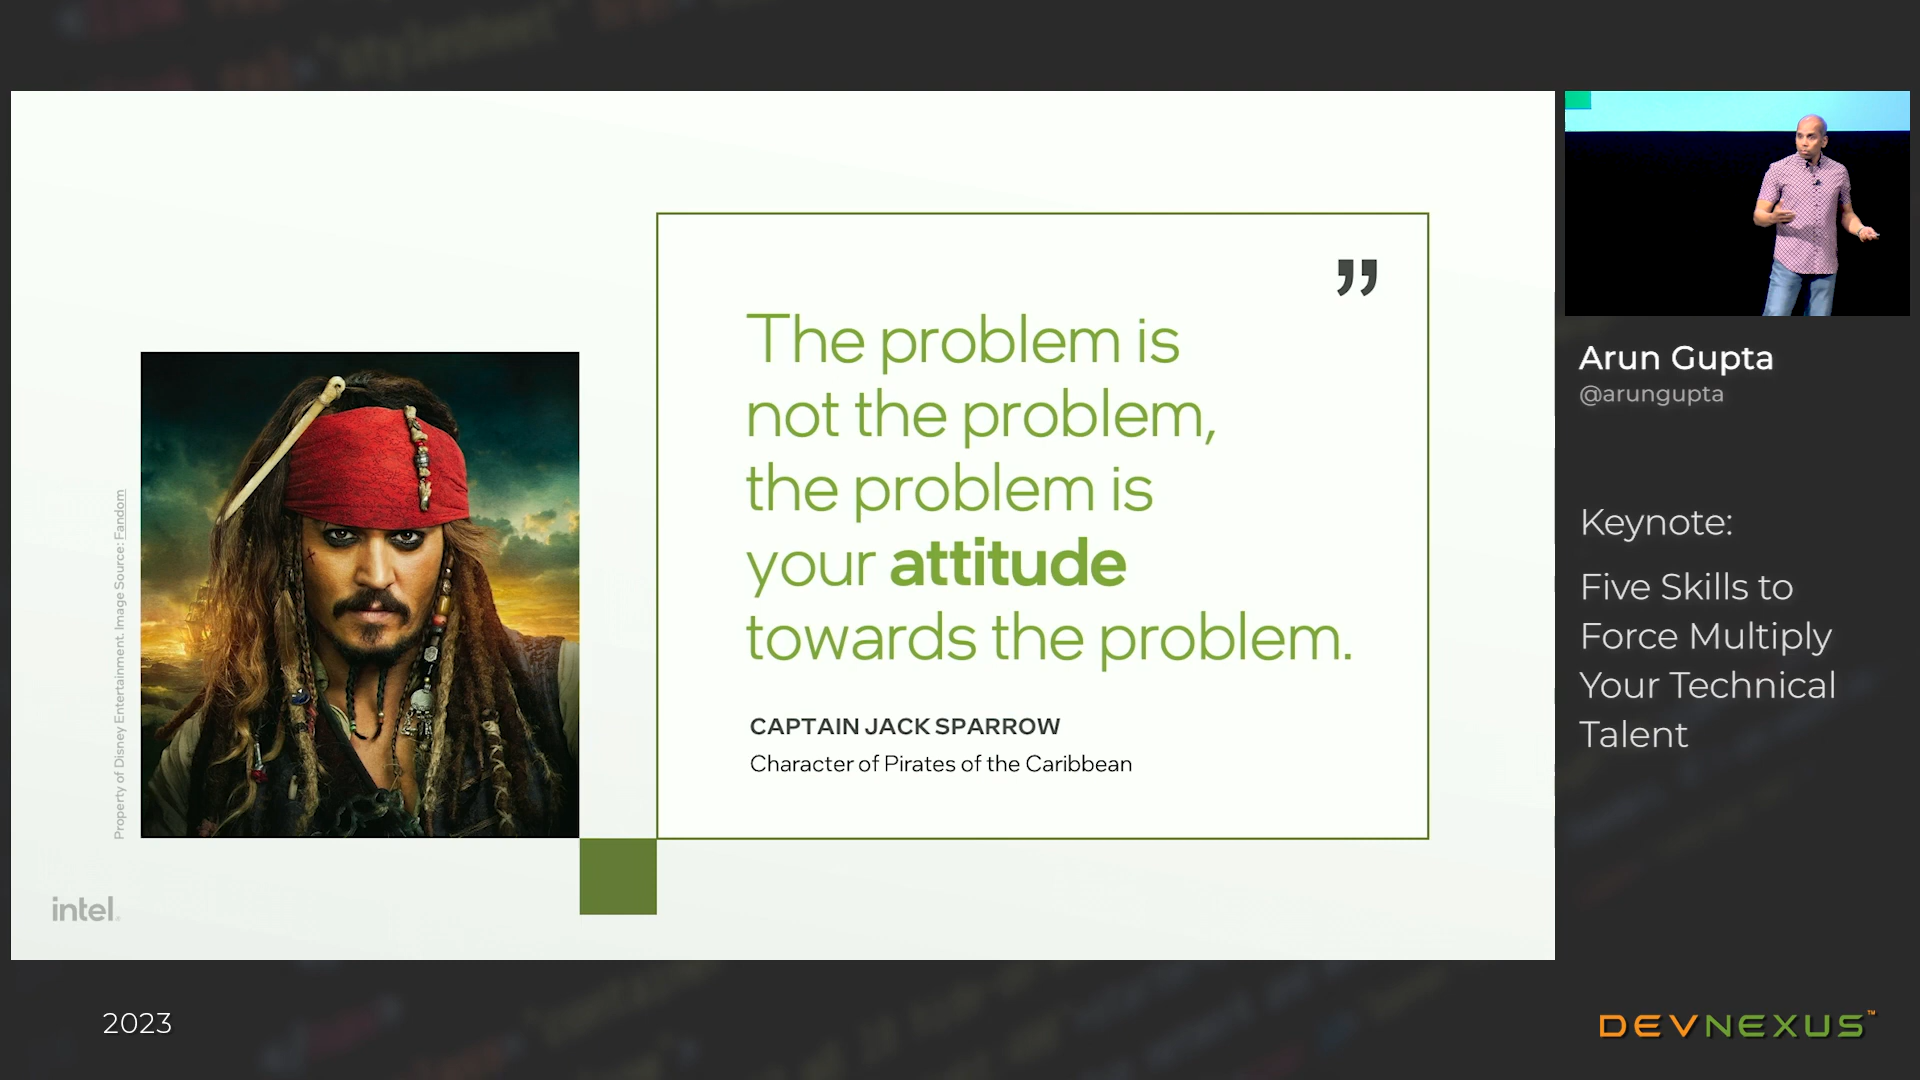 ”
The problem is
not the problem,
the problem is
your attitude
towards the problem.
CAPTAIN JACK SPARROW
Character of Pirates of the Caribbean
Property of Disney Entertainment. Image Source: Fandom
intel.
Arun Gupta
@arungupta
Keynote:
Five Skills to
Force Multiply
Your Technical
Talent
2023
DEVNEXUS™